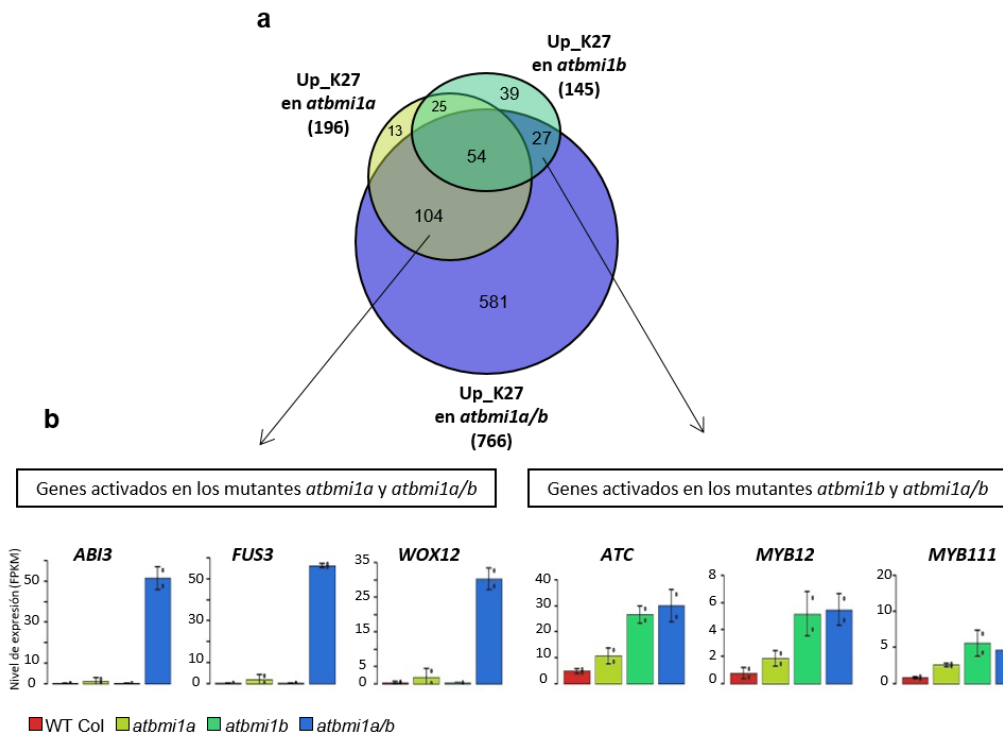 a
Up_K27
en atbmi1b
(145)
Up_K27
en atbmi1a
(196)
39
25
13
27
54
104
581
Up_K27
en atbmi1a/b
(766)
b
Genes activados en los mutantes atbmi1a y atbmi1a/b
Genes activados en los mutantes atbmi1b y atbmi1a/b
Nivel de expresión (FPKM)
ABI3
50
30
10
0
FUS3
50
30
10
0
WOX12
35
25
15
5
0
ATC
40
30
20
10
0
MYB12
8
6
4
2
0
MYB111
20
10
5
0
WT Col
atbmi1a
atbmi1b
atbmi1a/b